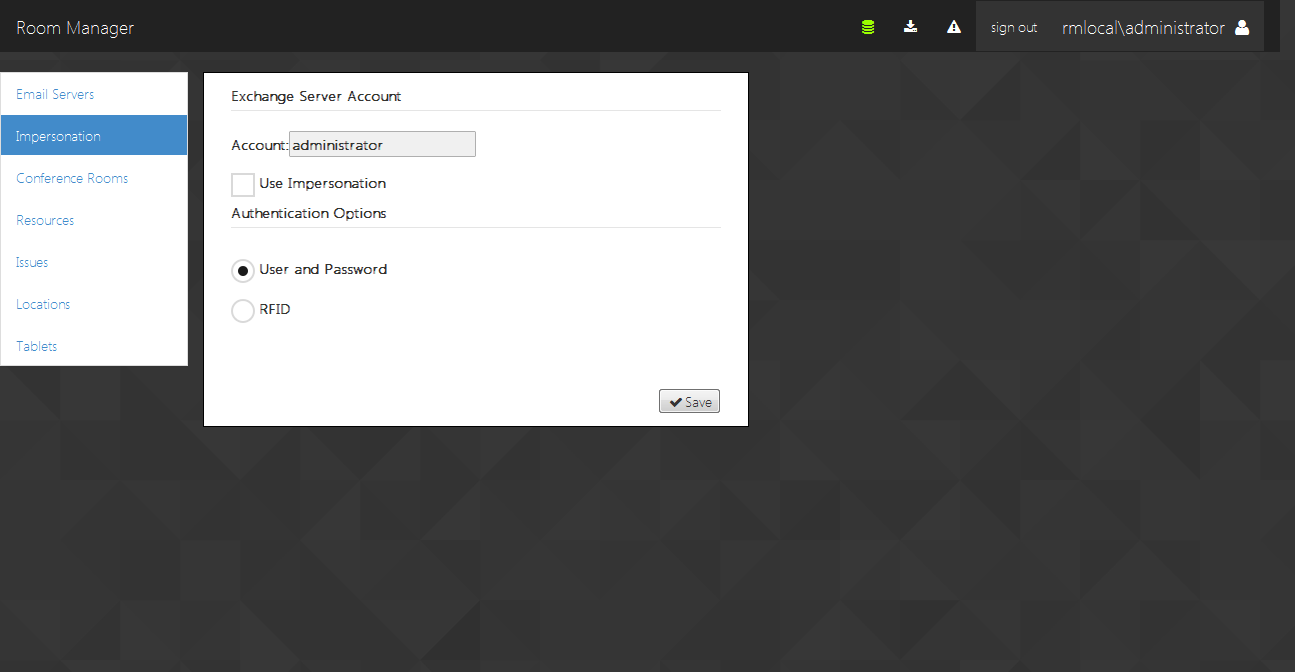 Room Manager
sign out
rmlocal\administrator
Email Servers
Impersonation
Conference Rooms
Resources
Issues
Locations
Tablets
Exchange Server Account
Account: administrator
Use Impersonation
Authentication Options
User and Password
RFID
Save